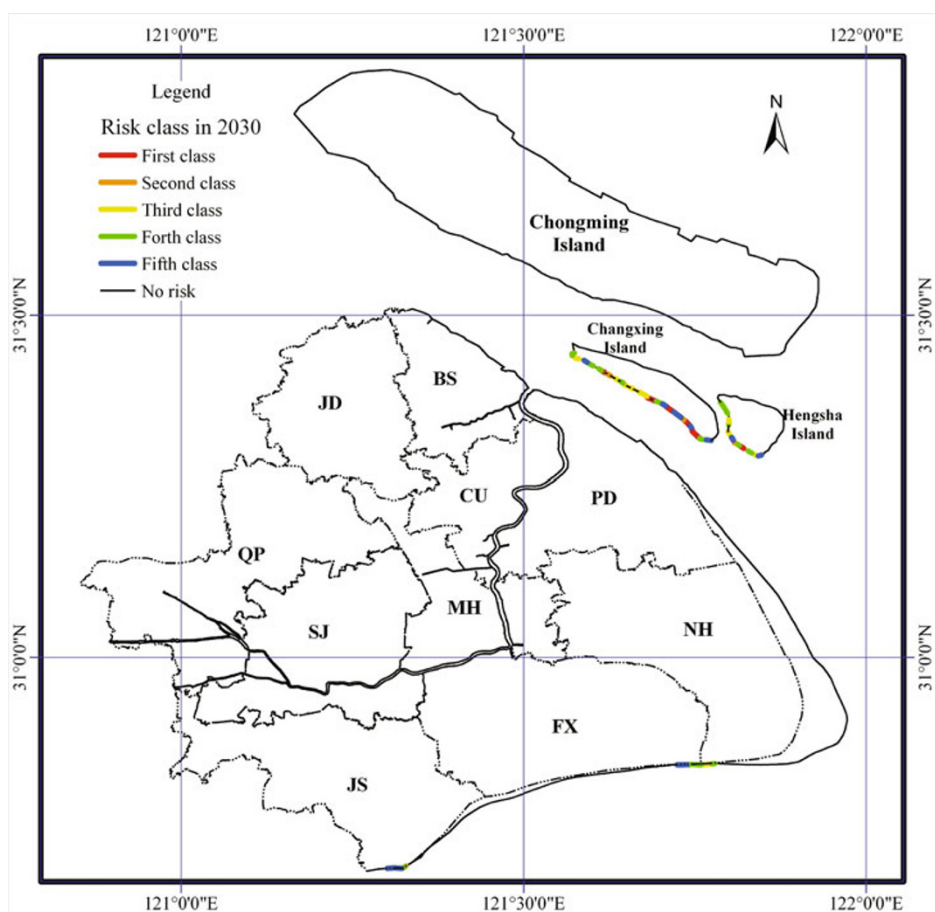 121°0'0"E 121°30'0"E 122°0'0"E
Legend
Risk class in 2030
First class
Second class
Third class
Forth class
Fifth class
No risk
N
Chongming
Island
31°30'0"N
31°30'0"N
Changxing
Island
Hengsha
Island
BS
JD
CU
PD
QP
MH
SJ
NH
31°0'0"N
31°0'0"N
FX
JS
121°0'0"E 121°30'0"E 122°0'0"E